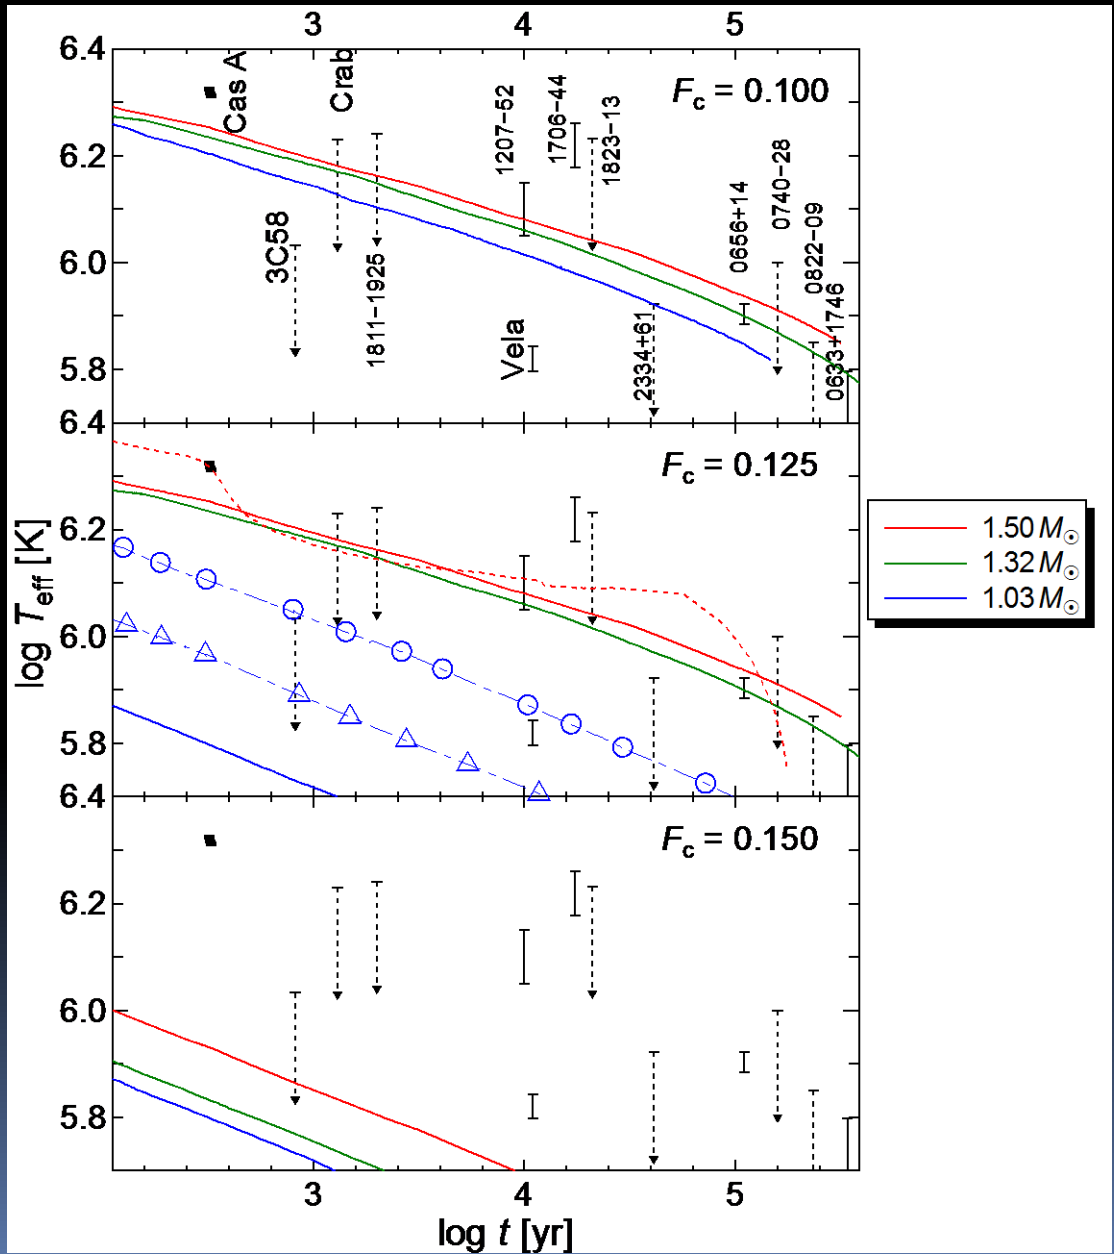 3 4 5
6.4
Cas A
Crab
F_c = 0.100
1207−52
1706−44
1823−13
6.2
3C58
0656+14
0740−28
0822−09
6.0
1811−1925
Vela
2334+61
0633+1746
5.8
6.4
F_c = 0.125
6.2
6.0
5.8
log T_eff [K]
1.50 M☉
1.32 M☉
1.03 M☉
6.4
F_c = 0.150
6.2
6.0
5.8
3 4 5
log t [yr]